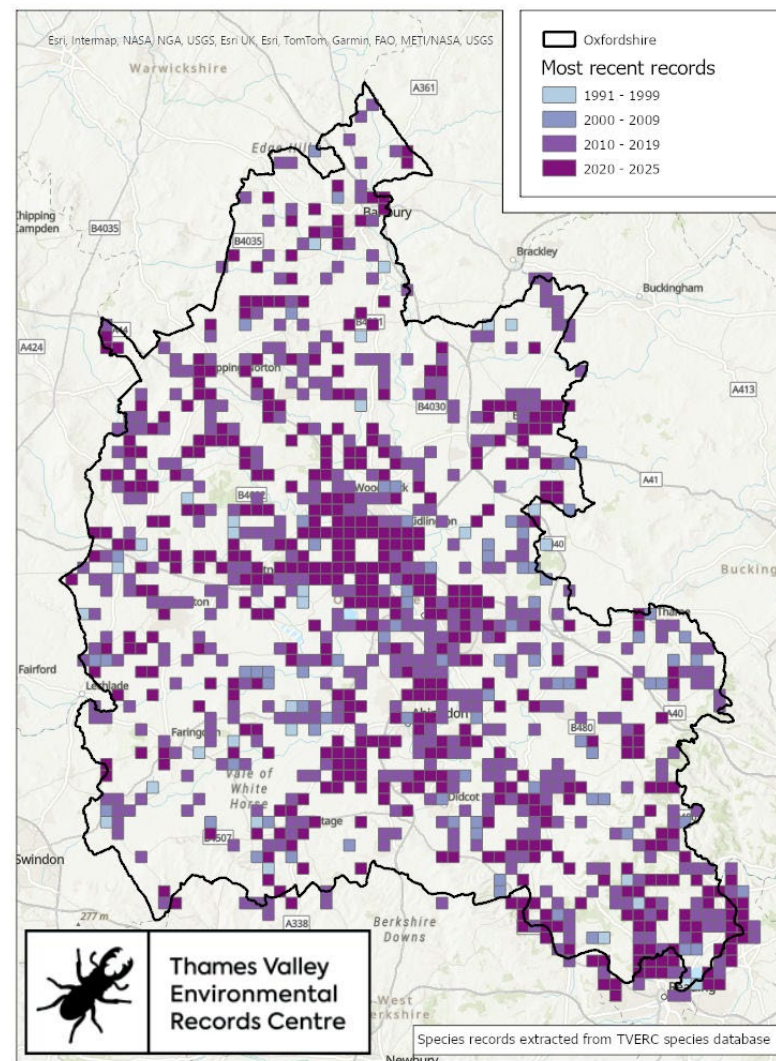 Esri, Intermap, NASA, NGA, USGS, Esri UK, Esri, TomTom, Garmin, FAO, METI/NASA, USGS
Oxfordshire
Most recent records
1991 - 1999
2000 - 2009
2010 - 2019
2020 - 2025
Warwickshire
A361
Edge Hill
Chipping
Campden
B4035
B4035
Brackley
Buckingham
A424
A413
B4030
A41
Fairford
Faringdon
A40
B480
Vale of
White
Horse
Didcot
Swindon
277 m
A338
Berkshire
Downs
Thames Valley
Environmental
Records Centre
West
Species records extracted from TVERC species database
Newbury